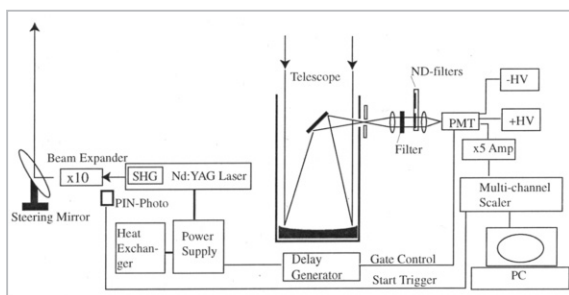 ND-filters
Telescope
-HV
PMT
+HV
Filter
x5 Amp
Beam Expander
x10
SHG
Nd:YAG Laser
Multi-channel
Scaler
Steering Mirror
PIN-Photo
Heat
Exchan-
ger
Power
Supply
Delay
Generator
Gate Control
Start Trigger
PC